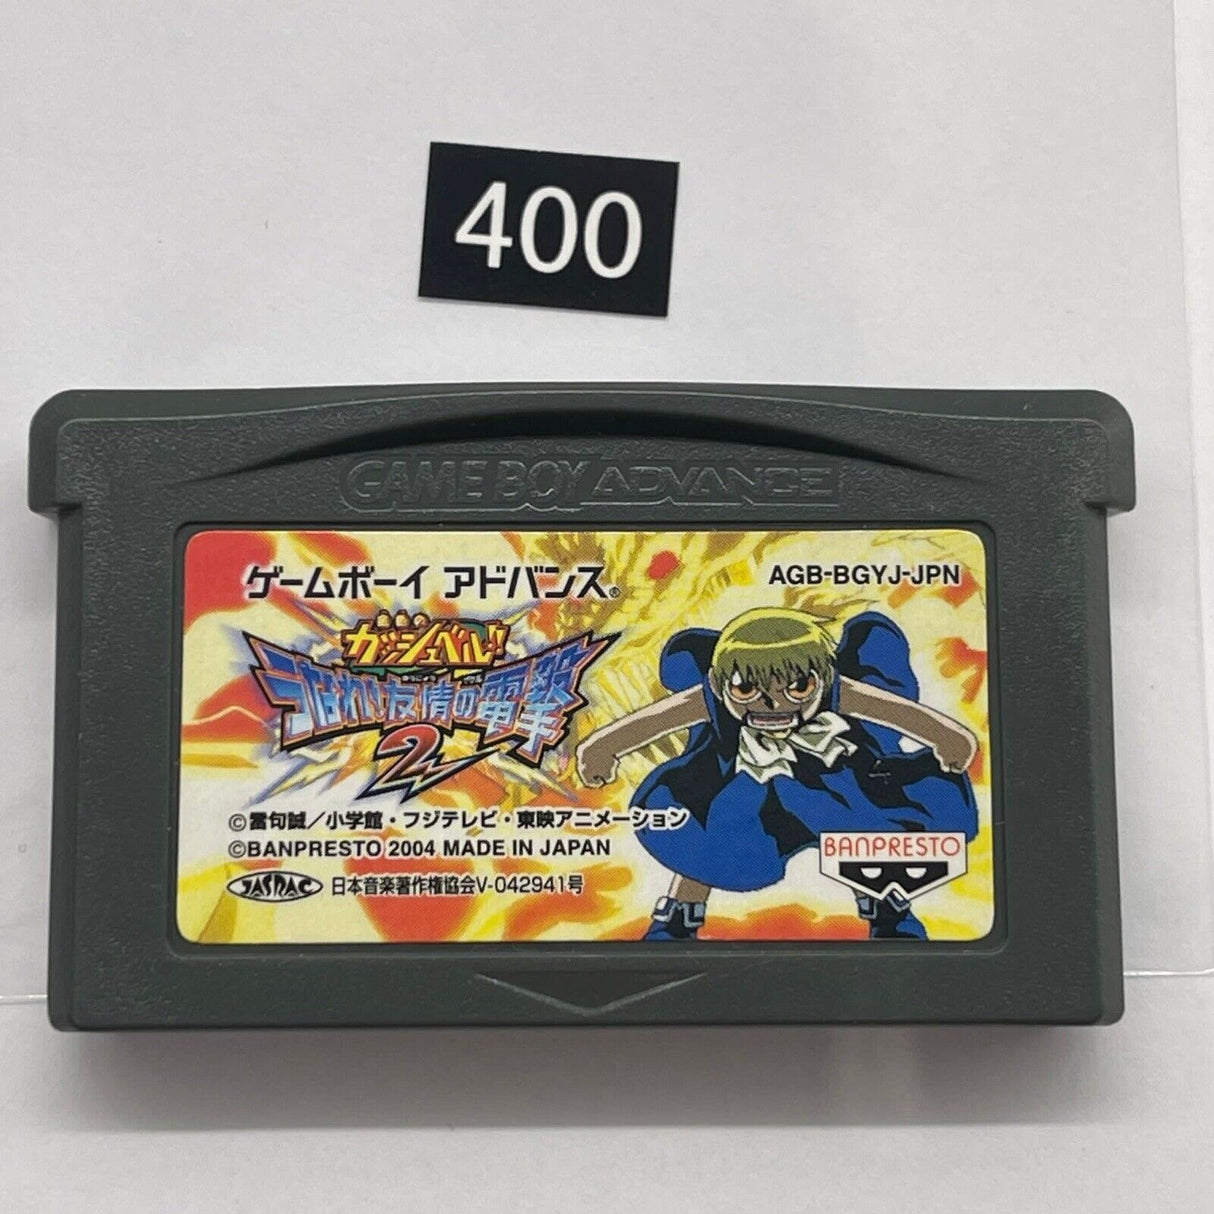 400
GAME BOY ADVANCE
ゲームボーイ アドバンス®
AGB-BGYJ-JPN
金色の
ガッシュベル!!
うなれ!友情の電撃
2
©雷句誠／小学館・フジテレビ・東映アニメーション
©BANPRESTO 2004 MADE IN JAPAN
BANPRESTO
JASRAC 日本音楽著作権協会V-042941号